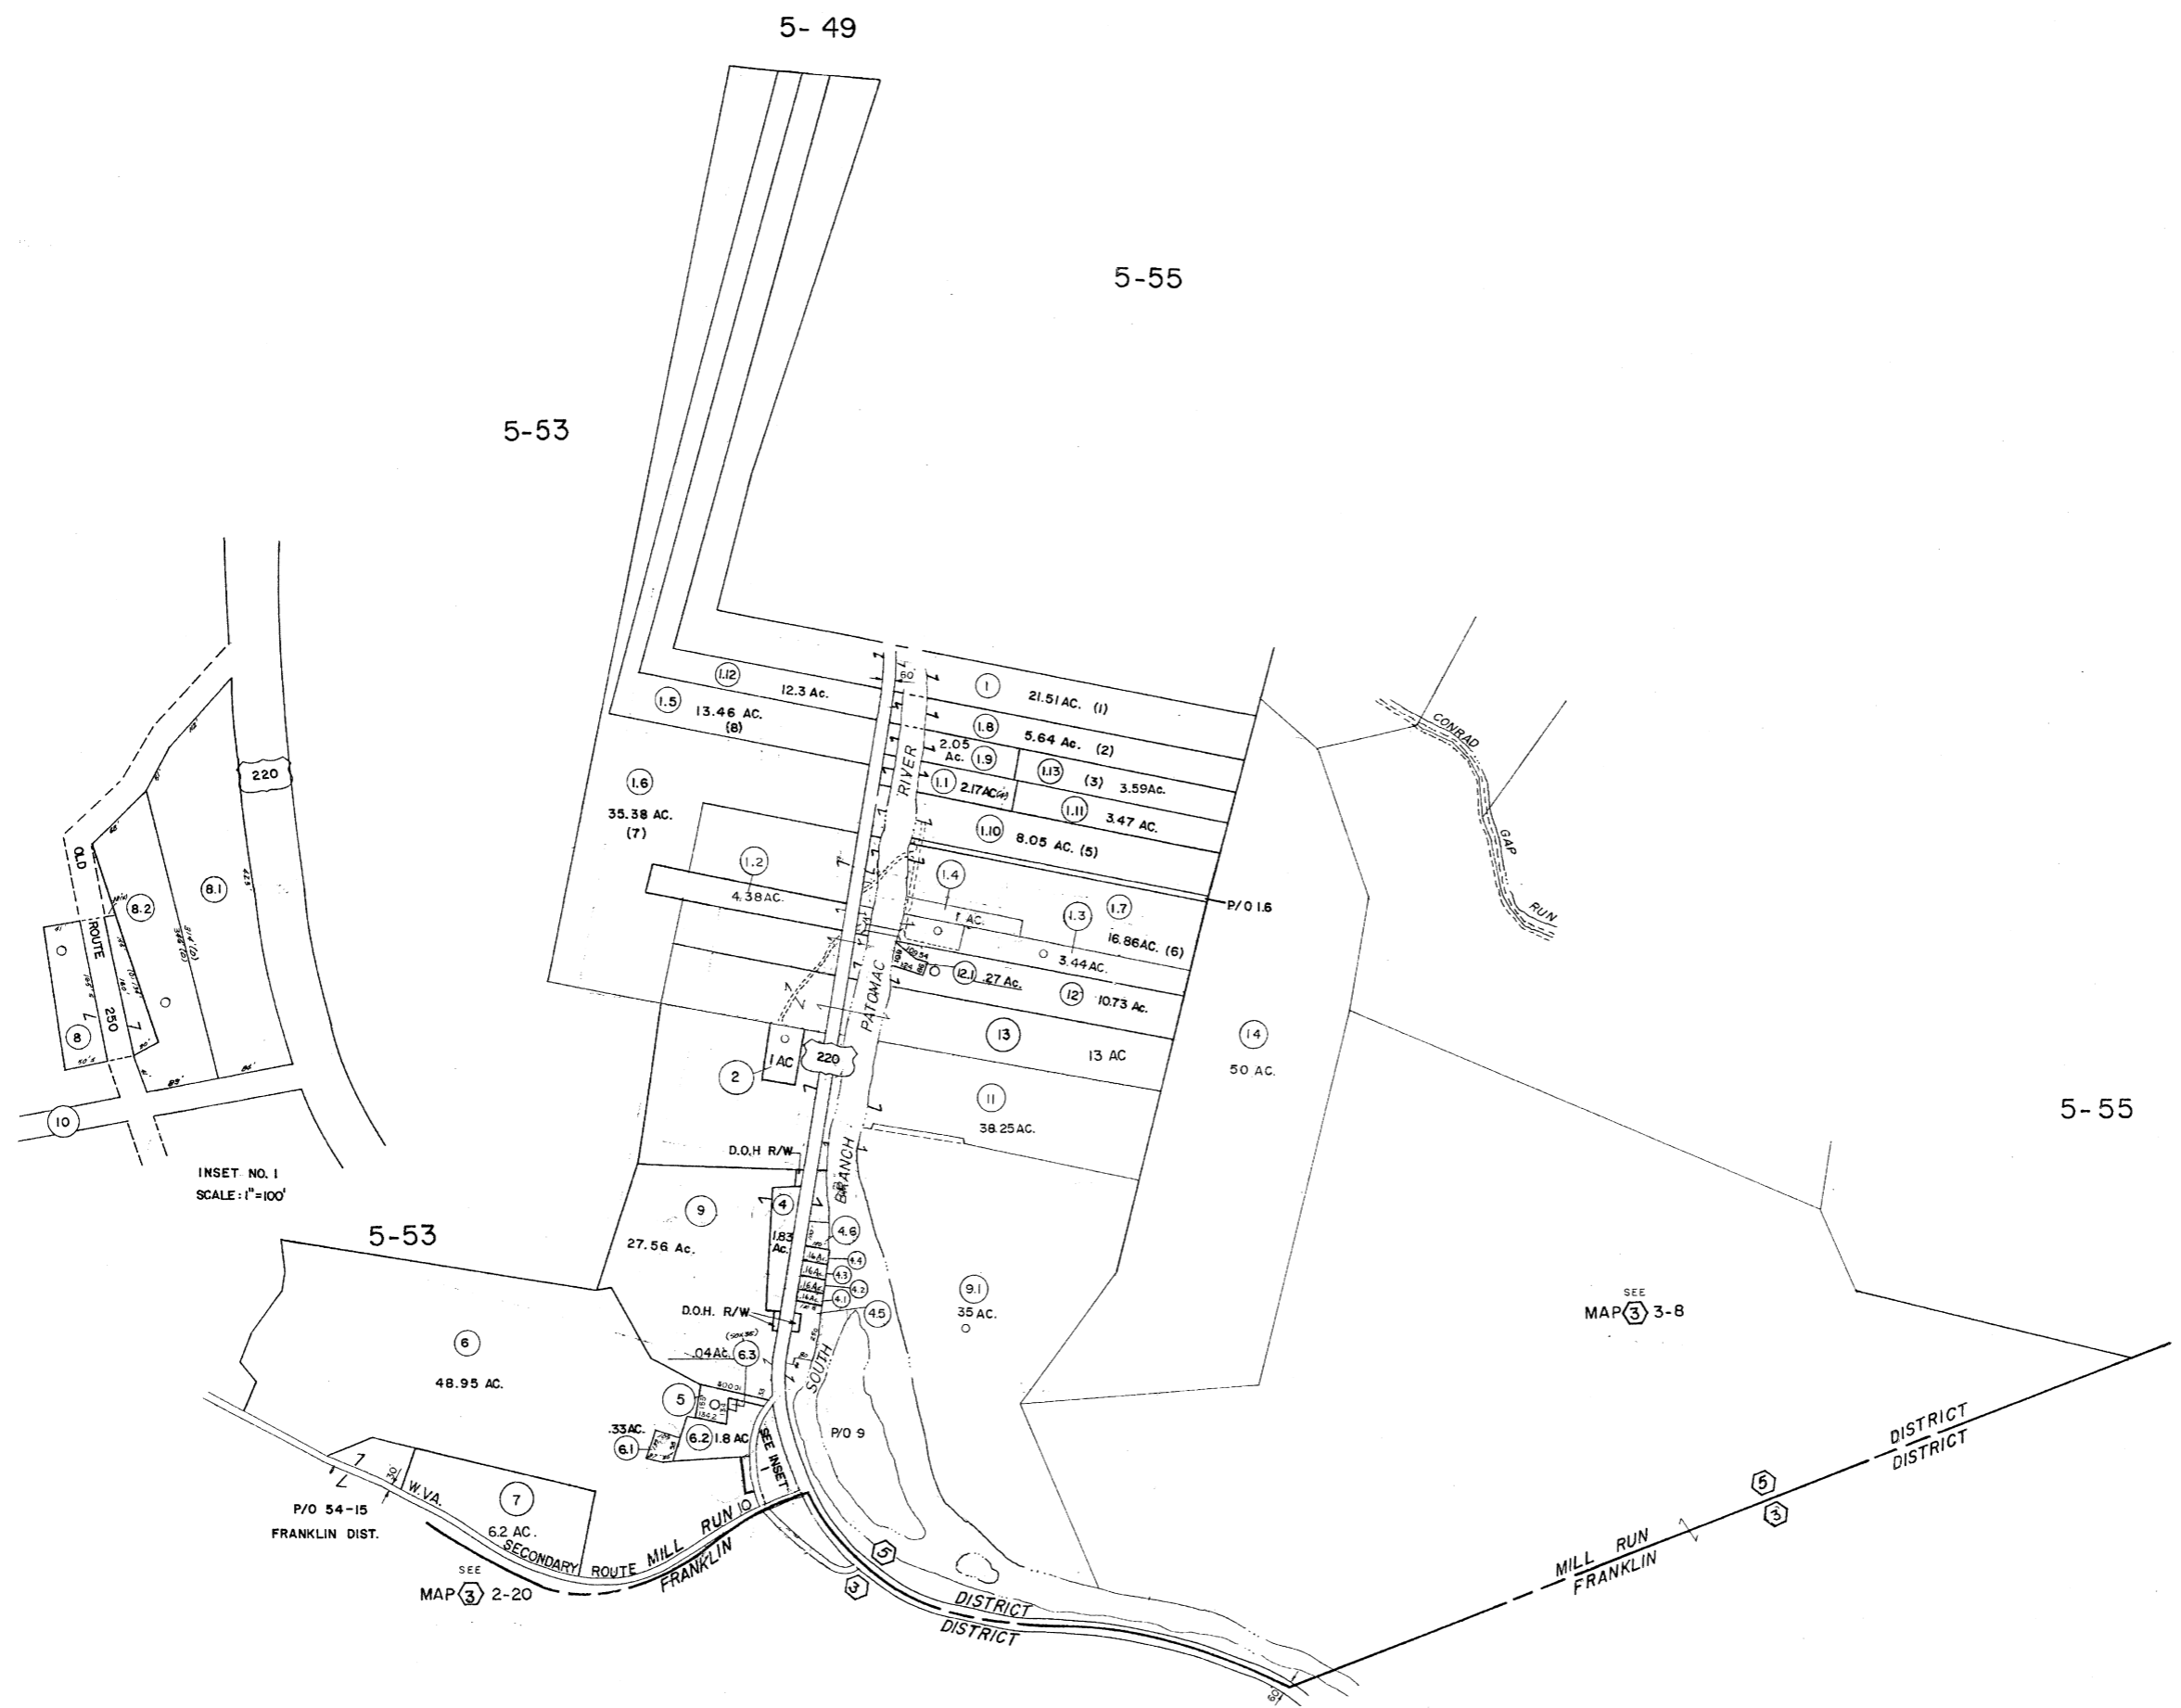 5- 49
5-55
5-53
220
OLD
ROUTE
250
8.2
8.1
8
10
INSET NO. 1
SCALE: 1"=100'
1.12
12.3 Ac.
1.5
13.46 AC.
(8)
1.6
35.38 AC.
(7)
60
1
21.51 AC. (1)
1.8
5.64 Ac. (2)
2.05
Ac.
1.9
1.13
(3) 3.59Ac.
1.1
2.17AC(4)
1.11
3.47 AC.
1.10
8.05 AC. (5)
P/O 1.6
1.2
4.38AC.
1.4
1 AC.
1.3
3.44AC.
1.7
16.86AC. (6)
12.1
.27 Ac.
12
10.73 Ac.
13
13 AC
14
50 AC.
11
38.25AC.
2
1 AC
220
SOUTH BRANCH PATOMAC RIVER
CONRAD
GAP
RUN
5-55
D.O.H R/W
4
1.83
Ac.
9
27.56 Ac.
4.6
.16Ac.
4.4
.16Ac.
4.3
.16Ac.
4.2
.16Ac.
4.1
4.5
D.O.H. R/W
9.1
35 AC.
SEE
MAP 3 3-8
5-53
6
48.95 AC.
.04Ac.
6.3
5
.33AC.
6.1
6.2
1.8 AC
SEE INSET
1
P/O 9
7
6.2 AC.
30'
P/O 54-15
FRANKLIN DIST.
W.VA.
SECONDARY ROUTE
10
MILL RUN
FRANKLIN
SEE
MAP 3 2-20
5
3
DISTRICT
DISTRICT
MILL RUN
FRANKLIN
5
3
DISTRICT
DISTRICT
60